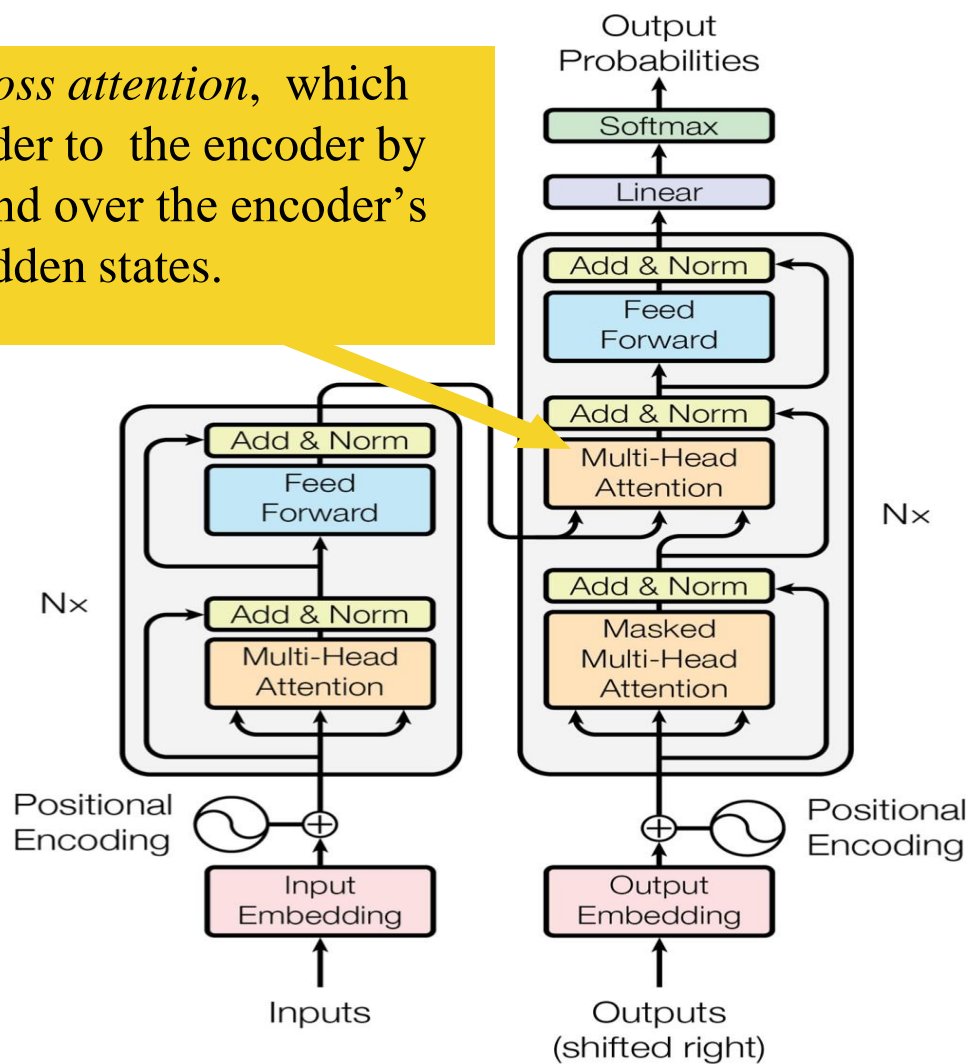 oss attention, which
der to the encoder by
nd over the encoder's
dden states.
Output
Probabilities
Softmax
Linear
Add & Norm
Feed
Forward
Add & Norm
Multi-Head
Attention
Nx
Add & Norm
Masked
Multi-Head
Attention
Add & Norm
Feed
Forward
Nx
Add & Norm
Multi-Head
Attention
Positional
Encoding
Positional
Encoding
Input
Embedding
Output
Embedding
Inputs
Outputs
(shifted right)